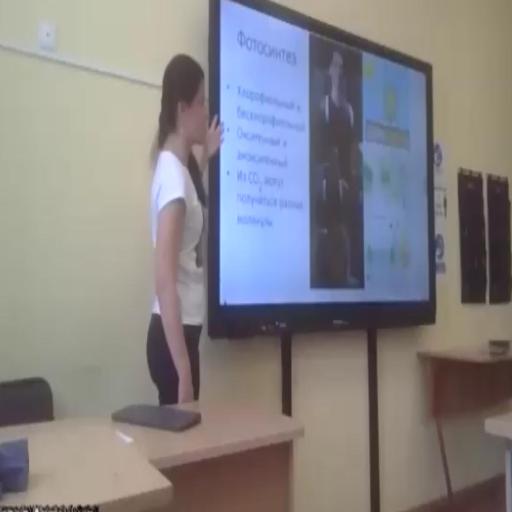 Фотосинтез
• Хлорофильный и
бесхлорофильный
• Оксигенный и
аноксигенный
• Из CO₂ могут
получаться разные
молекулы